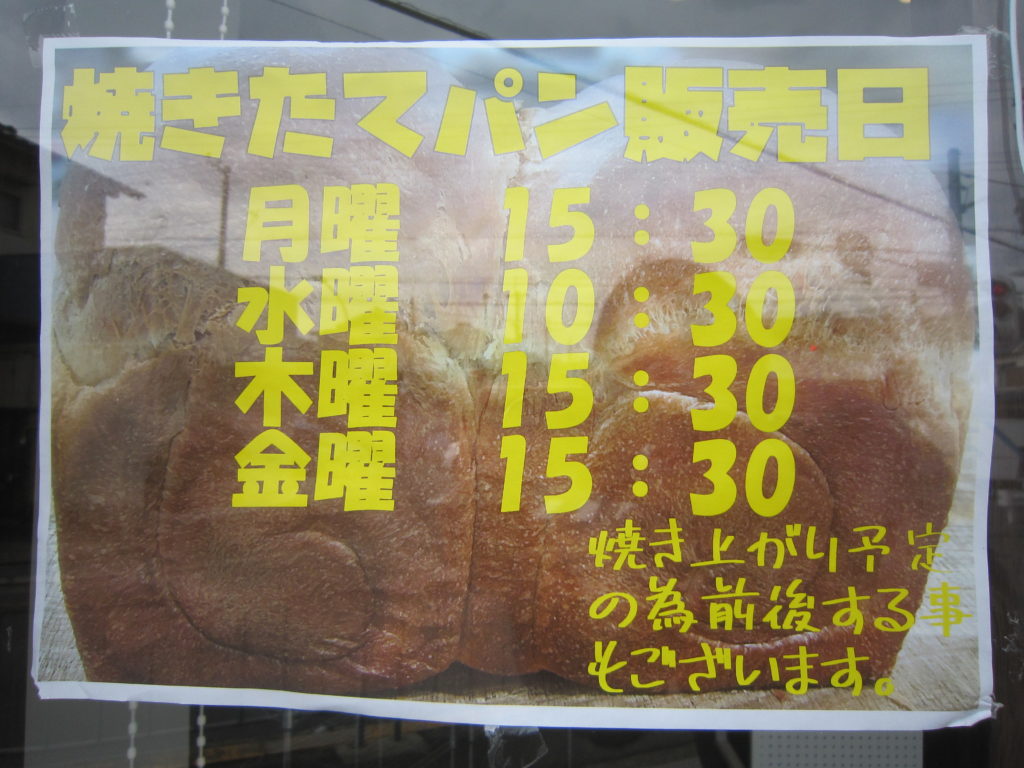 焼きたてパン販売日
月曜 15:30
水曜 10:30
木曜 15:30
金曜 15:30
焼き上がり予定
の為前後する事
もございます。